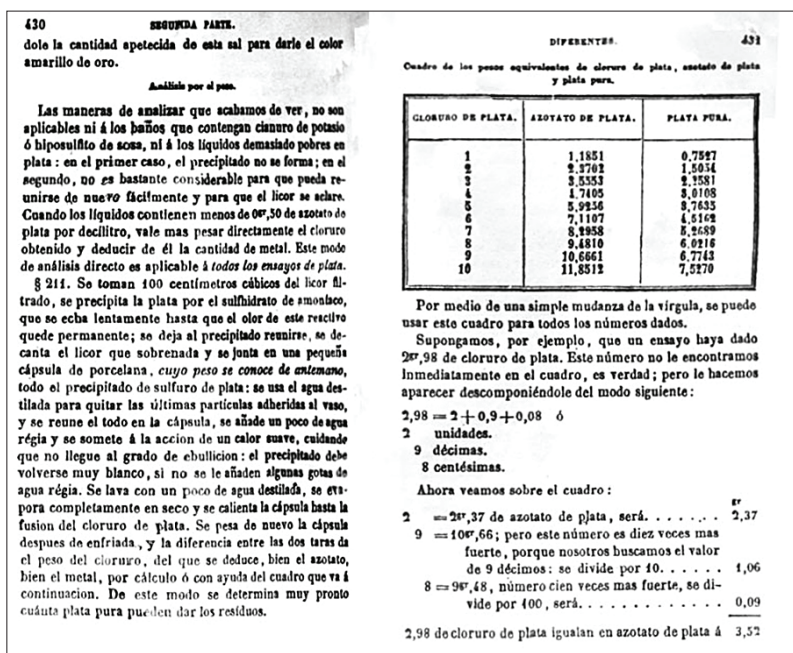 430 SEGUNDA PARTE.
dole la cantidad apetecida de esta sal para darle el color
amarillo de oro.
Análisis por el peso.
Las maneras de analizar que acabamos de ver, no son
aplicables ni á los baños que contengan cianuro de potasio
ó hiposulfito de sosa, ni á los líquidos demasiado pobres en
plata : en el primer caso, el precipitado no se forma; en el
segundo, no es bastante considerable para que pueda re-
unirse de nuevo fácilmente y para que el licor se aclare.
Cuando los líquidos contienen menos de 0gr,50 de azotato de
plata por decilitro, vale mas pesar directamente el cloruro
obtenido y deducir de él la cantidad de metal. Este modo
de análisis directo es aplicable á todos los ensayos de plata.
§ 211. Se toman 100 centímetros cúbicos del licor fil-
trado, se precipita la plata por el sulfhidrato de amoníaco,
que se echa lentamente hasta que el olor de este reactivo
quede permanente; se deja al precipitado reunirse, se de-
canta el licor que sobrenada y se junta en una pequeña
cápsula de porcelana, cuyo peso se conoce de antemano,
todo el precipitado de sulfuro de plata: se usa el agua des-
tilada para quitar las últimas partículas adheridas al vaso,
y se reune el todo en la cápsula, se añade un poco de agua
régia y se somete á la accion de un calor suave, cuidando
que no llegue al grado de ebullicion : el precipitado debe
volverse muy blanco, si no se le añaden algunas gotas de
agua régia. Se lava con un poco de agua destilada, se eva-
pora completamente en seco y se calienta la cápsula hasta la
fusion del cloruro de plata. Se pesa de nuevo la cápsula
despues de enfriada, y la diferencia entre las dos taras da
el peso del cloruro, del que se deduce, bien el azotato,
bien el metal, por cálculo ó con ayuda del cuadro que va á
continuacion. De este modo se determina muy pronto
cuánta plata pura pueden dar los resíduos.
DIFERENTES. 431
Cuadro de los pesos equivalentes de cloruro de plata, azotato de plata
y plata pura.
CLORURO DE PLATA. AZOTATO DE PLATA. PLATA PURA.
1 1,1851 0,7527
2 2,3702 1,5054
3 3,5553 2,2581
4 4,7405 3,0108
5 5,9256 3,7635
6 7,1107 4,5162
7 8,2958 5,2689
8 9,4810 6,0216
9 10,6661 6,7743
10 11,8512 7,5270
Por medio de una simple mudanza de la vírgula, se puede
usar este cuadro para todos los números dados.
Supongamos, por ejemplo, que un ensayo haya dado
2gr,98 de cloruro de plata. Este número no le encontramos
inmediatamente en el cuadro, es verdad; pero le hacemos
aparecer descomponiéndole del modo siguiente :
2,98 = 2 + 0,9 + 0,08 ó
2 unidades.
9 décimas.
8 centésimas.
Ahora veamos sobre el cuadro :
gr
2 = 2gr,37 de azotato de plata, será. . . . . . . . 2,37
9 = 10gr,66; pero este número es diez veces mas
fuerte, porque nosotros buscamos el valor
de 9 décimos: se divide por 10. . . . . . 1,06
8 = 9gr,48, número cien veces mas fuerte, se di-
vide por 100, será. . . . . . . . . . . . . 0,09
2,98 de cloruro de plata igualan en azotato de plata á 3,52